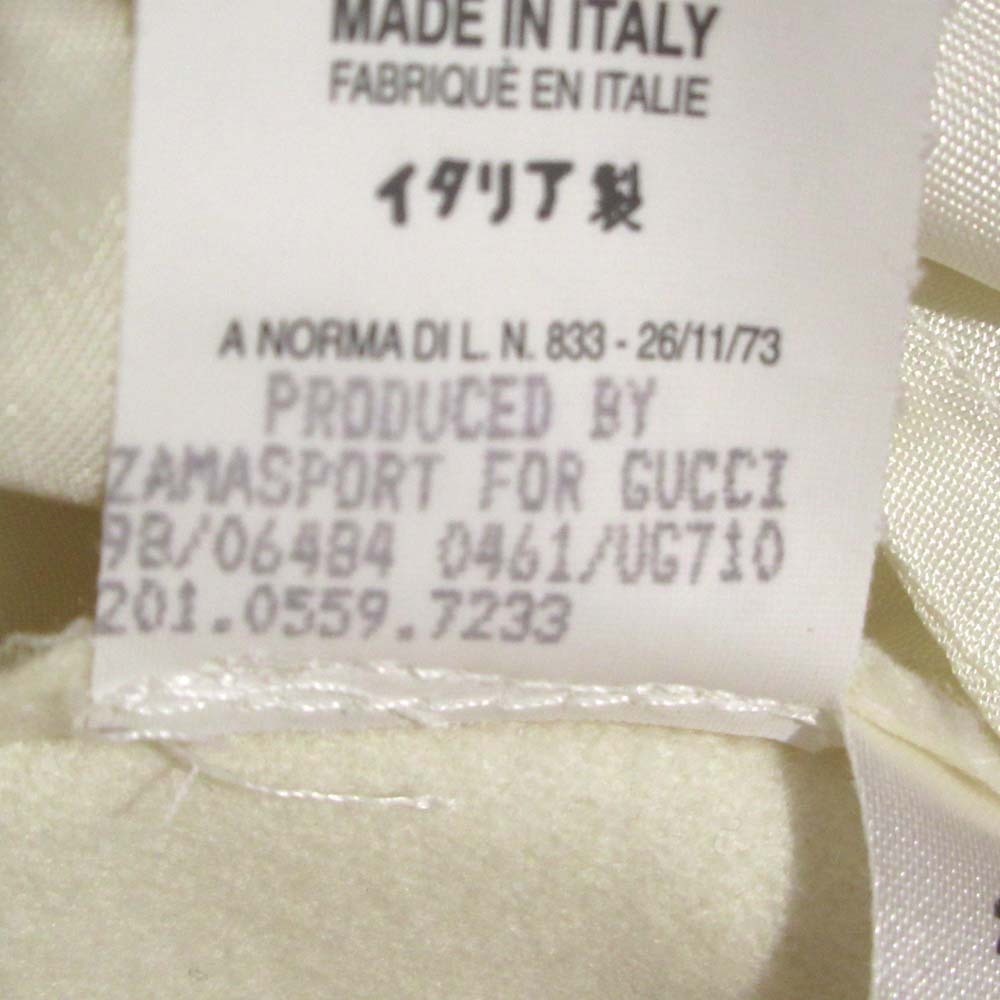 MADE IN ITALY
FABRIQUÈ EN ITALIE
イタリア製
A NORMA DI L. N. 833 - 26/11/73
PRODUCED BY
ZAMASPORT FOR GUCCI
98/06484 0461/UG710
201.0559.7233